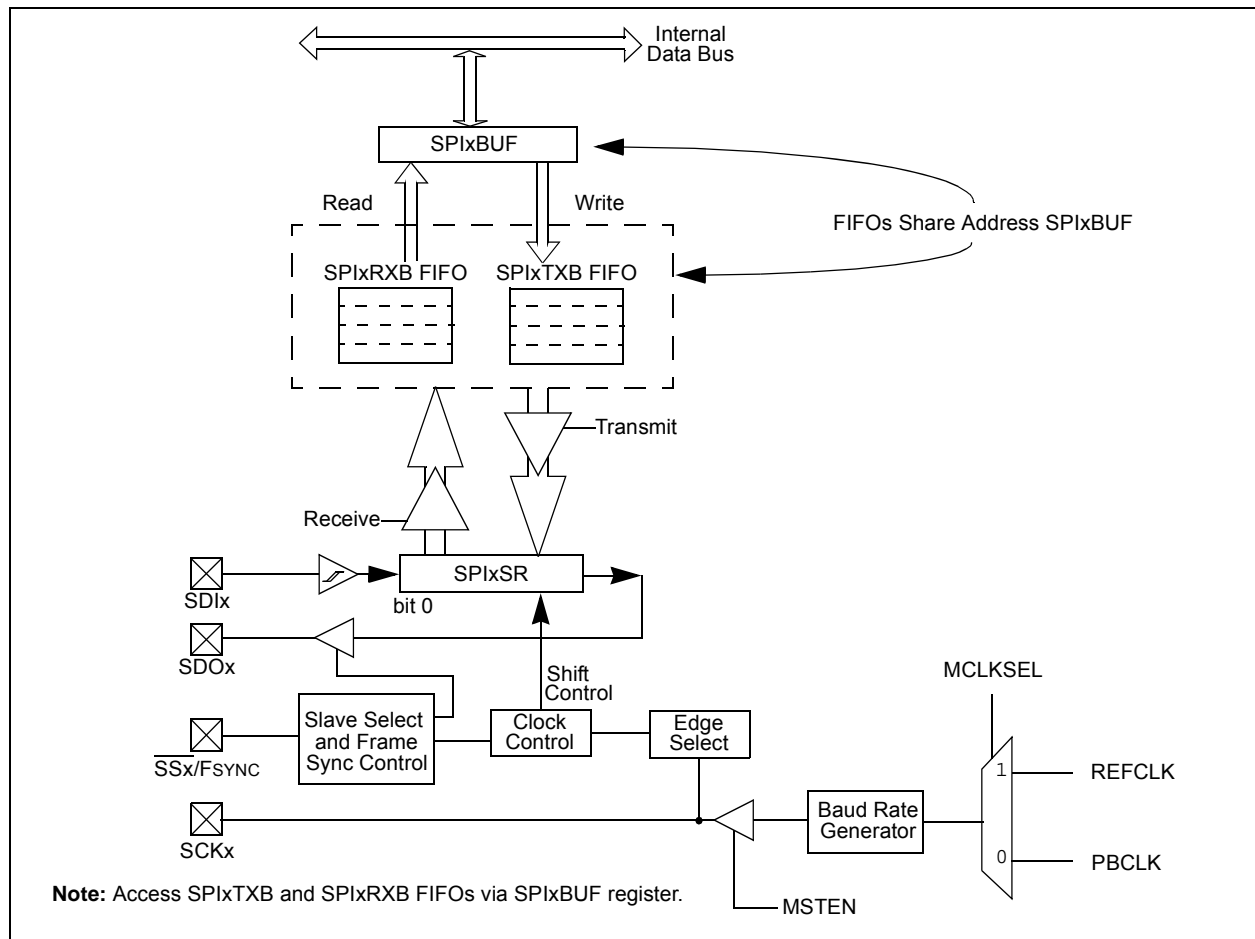 Internal
Data Bus
SPIxBUF
Read
Write
FIFOs Share Address SPIxBUF
SPIxRXB FIFO
SPIxTXB FIFO
Transmit
Receive
SPIxSR
SDIx
bit 0
SDOx
Shift
Control
MCLKSEL
Slave Select
and Frame
Sync Control
Clock
Control
Edge
Select
SSx/FSYNC
1
REFCLK
Baud Rate
Generator
SCKx
0
PBCLK
Note: Access SPIxTXB and SPIxRXB FIFOs via SPIxBUF register.
MSTEN